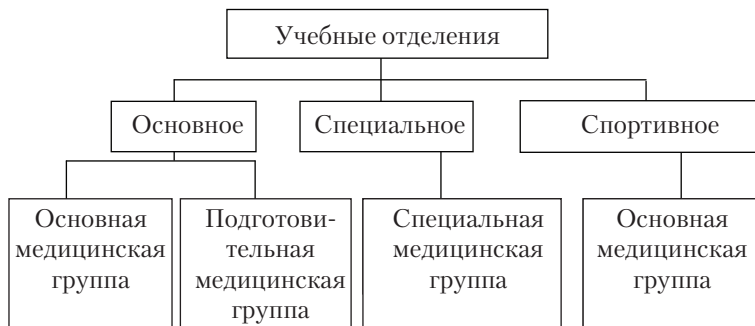 Учебные отделения
Основное
Специальное
Спортивное
Основная
медицинская
группа
Подготови-
тельная
медицинская
группа
Специальная
медицинская
группа
Основная
медицинская
группа